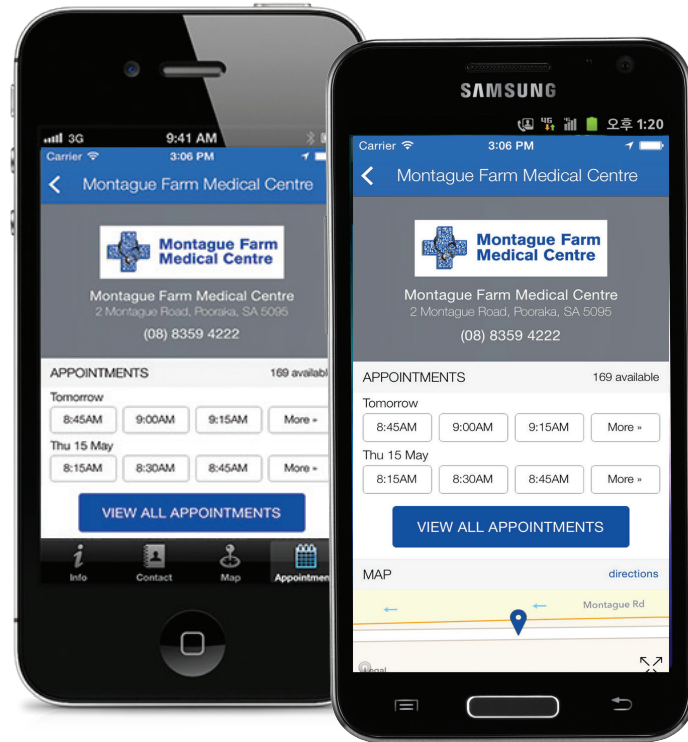 3G 9:41 AM
Carrier 3:06 PM
Montague Farm Medical Centre
Montague Farm
Medical Centre
Montague Farm Medical Centre
2 Montague Road, Pooraka, SA 5095
(08) 8359 4222
APPOINTMENTS 169 availabl
Tomorrow
8:45AM 9:00AM 9:15AM More »
Thu 15 May
8:15AM 8:30AM 8:45AM More »
VIEW ALL APPOINTMENTS
i
Info Contact Map Appointmen
SAMSUNG
4G 오후 1:20
Carrier 3:06 PM
Montague Farm Medical Centre
Montague Farm
Medical Centre
Montague Farm Medical Centre
2 Montague Road, Pooraka, SA 5095
(08) 8359 4222
APPOINTMENTS 169 available
Tomorrow
8:45AM 9:00AM 9:15AM More »
Thu 15 May
8:15AM 8:30AM 8:45AM More »
VIEW ALL APPOINTMENTS
MAP directions
Montague Rd
Legal